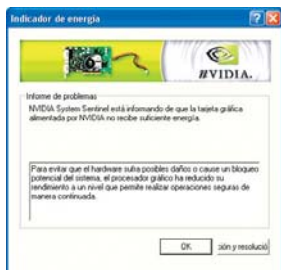 Indicador de energía
NVIDIA.
Informe de problemas
NVIDIA System Sentinel está informando de que la tarjeta gráfica
alimentada por NVIDIA no recibe suficiente energía.
Para evitar que el hardware sufra posibles daños o cause un bloqueo
potencial del sistema, el procesador gráfico ha reducido su
rendimiento a un nivel que permite realizar operaciones seguras de
manera continuada.
OK
ión y resolució